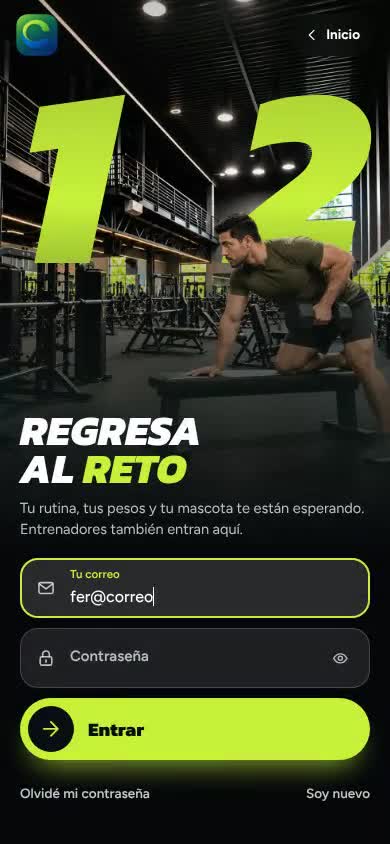 Inicio
12
REGRESA
AL RETO
Tu rutina, tus pesos y tu mascota te están esperando.
Entrenadores también entran aquí.
Tu correo
fer@correo
Contraseña
Entrar
Olvidé mi contraseña
Soy nuevo